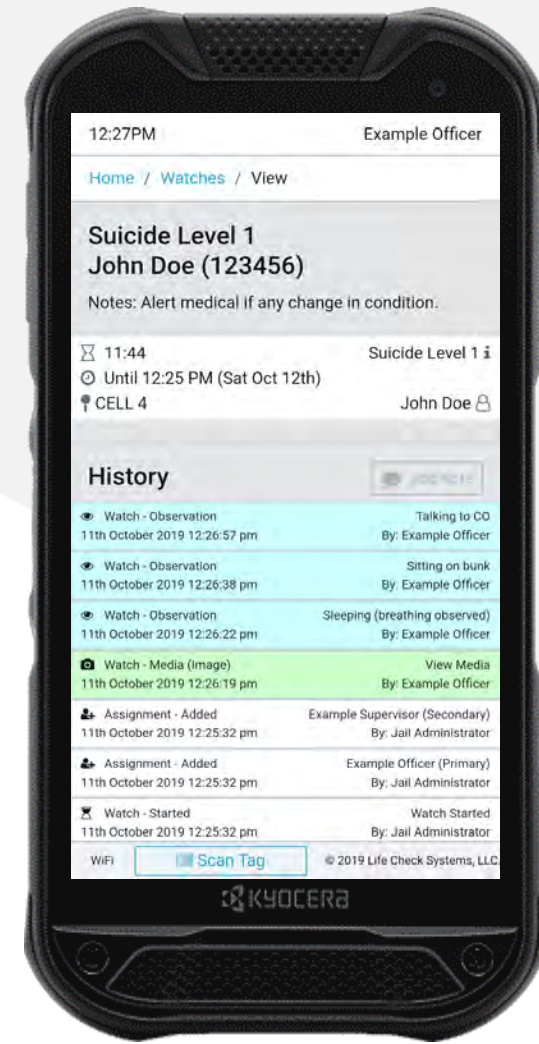 12:27PM Example Officer
Home / Watches / View
Suicide Level 1
John Doe (123456)
Notes: Alert medical if any change in condition.
11:44 Suicide Level 1 i
Until 12:25 PM (Sat Oct 12th)
CELL 4 John Doe
History ADD NOTE
Watch - Observation Talking to CO
11th October 2019 12:26:57 pm By: Example Officer
Watch - Observation Sitting on bunk
11th October 2019 12:26:38 pm By: Example Officer
Watch - Observation Sleeping (breathing observed)
11th October 2019 12:26:22 pm By: Example Officer
Watch - Media (Image) View Media
11th October 2019 12:26:19 pm By: Example Officer
Assignment - Added Example Supervisor (Secondary)
11th October 2019 12:25:32 pm By: Jail Administrator
Assignment - Added Example Officer (Primary)
11th October 2019 12:25:32 pm By: Jail Administrator
Watch - Started Watch Started
11th October 2019 12:25:32 pm By: Jail Administrator
WiFi Scan Tag © 2019 Life Check Systems, LLC.
KYOCERA